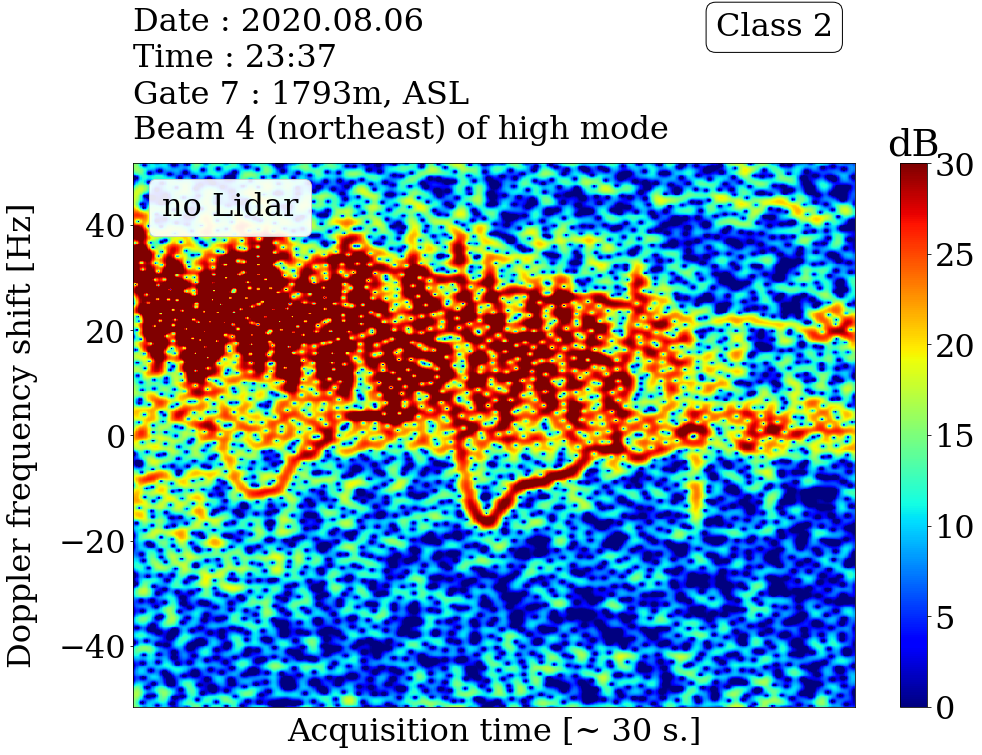 Date : 2020.08.06
Time : 23:37
Gate 7 : 1793m, ASL
Beam 4 (northeast) of high mode
Class 2
dB
no Lidar
Doppler frequency shift [Hz]
40
20
0
−20
−40
30
25
20
15
10
5
0
Acquisition time [~ 30 s.]